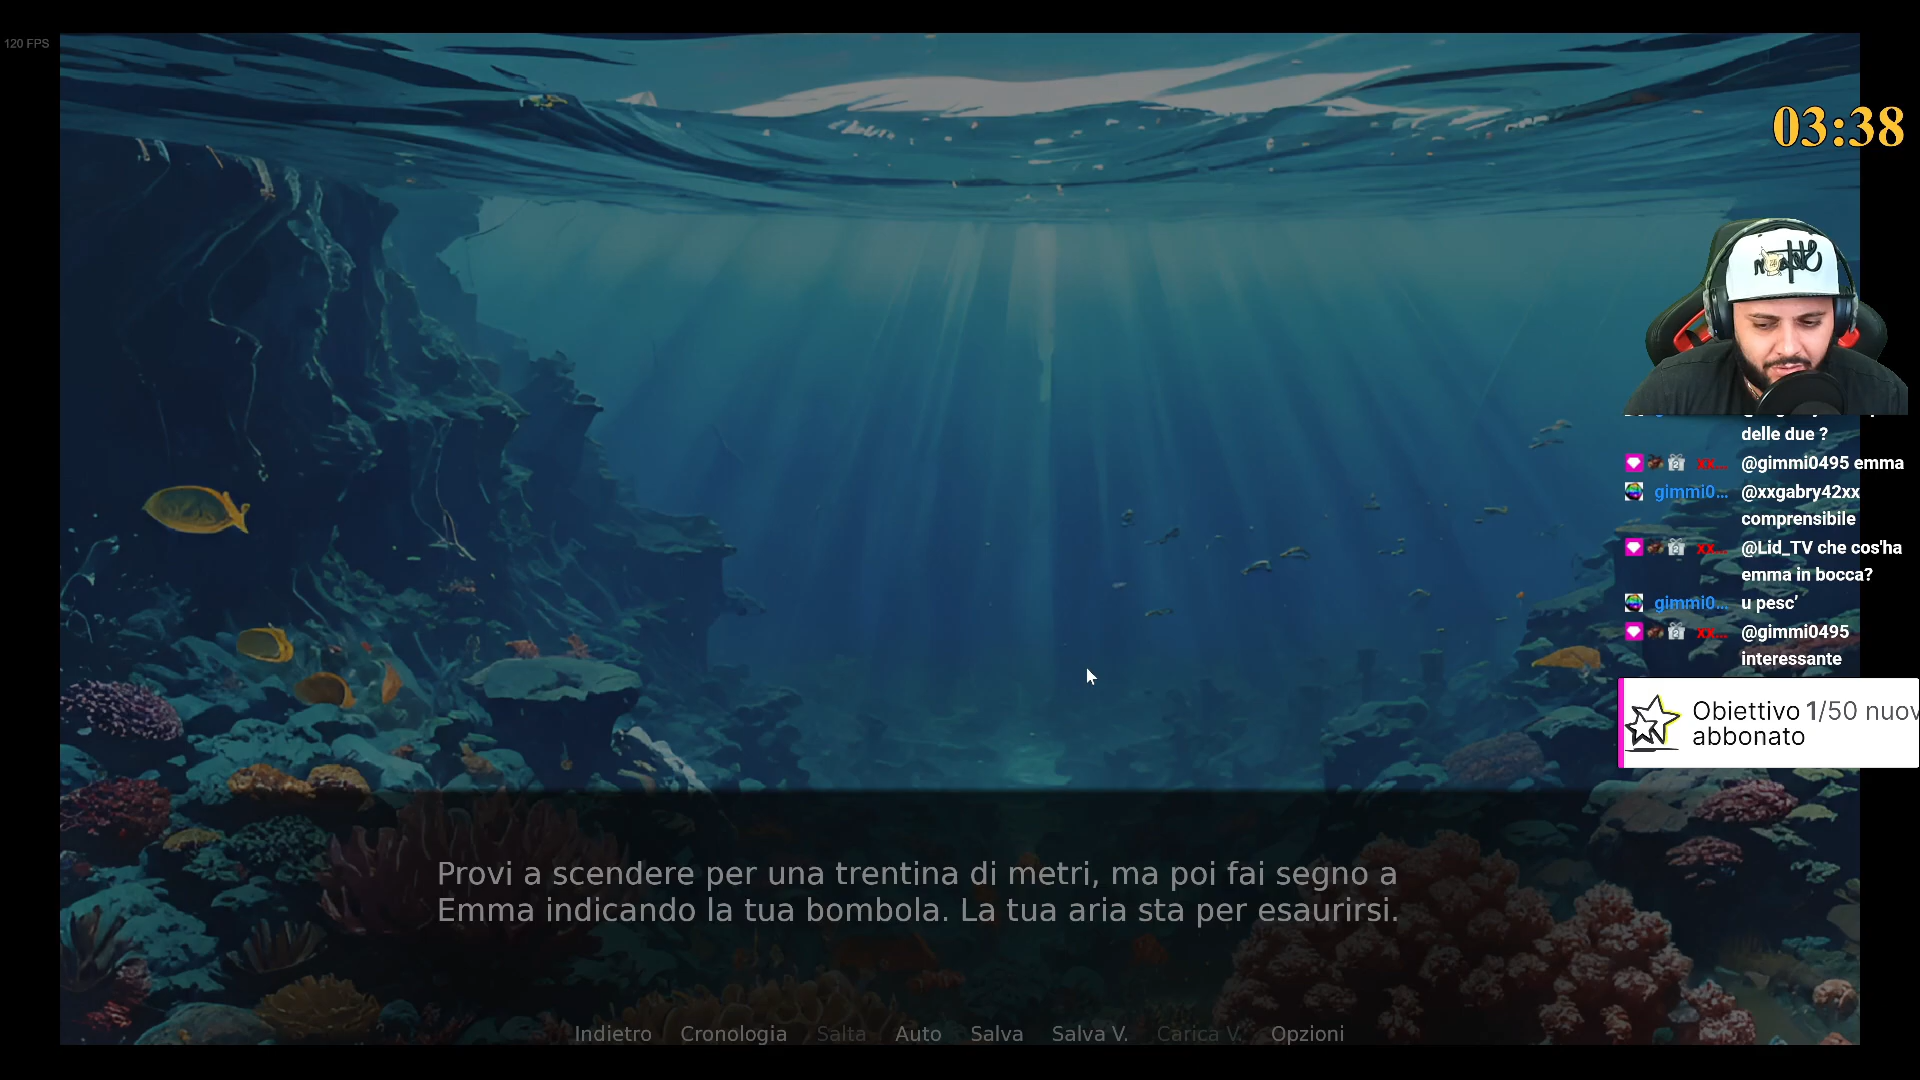 120 FPS
03:38
delle due ?
xx... @gimmi0495 emma
gimmi0... @xxgabry42xx
comprensibile
xx... @Lid_TV che cos'ha
emma in bocca?
gimmi0... u pesc’
xx... @gimmi0495
interessante
Obiettivo 1/50 nuov
abbonato
Provi a scendere per una trentina di metri, ma poi fai segno a
Emma indicando la tua bombola. La tua aria sta per esaurirsi.
Indietro Cronologia Salta Auto Salva Salva V. Carica V. Opzioni